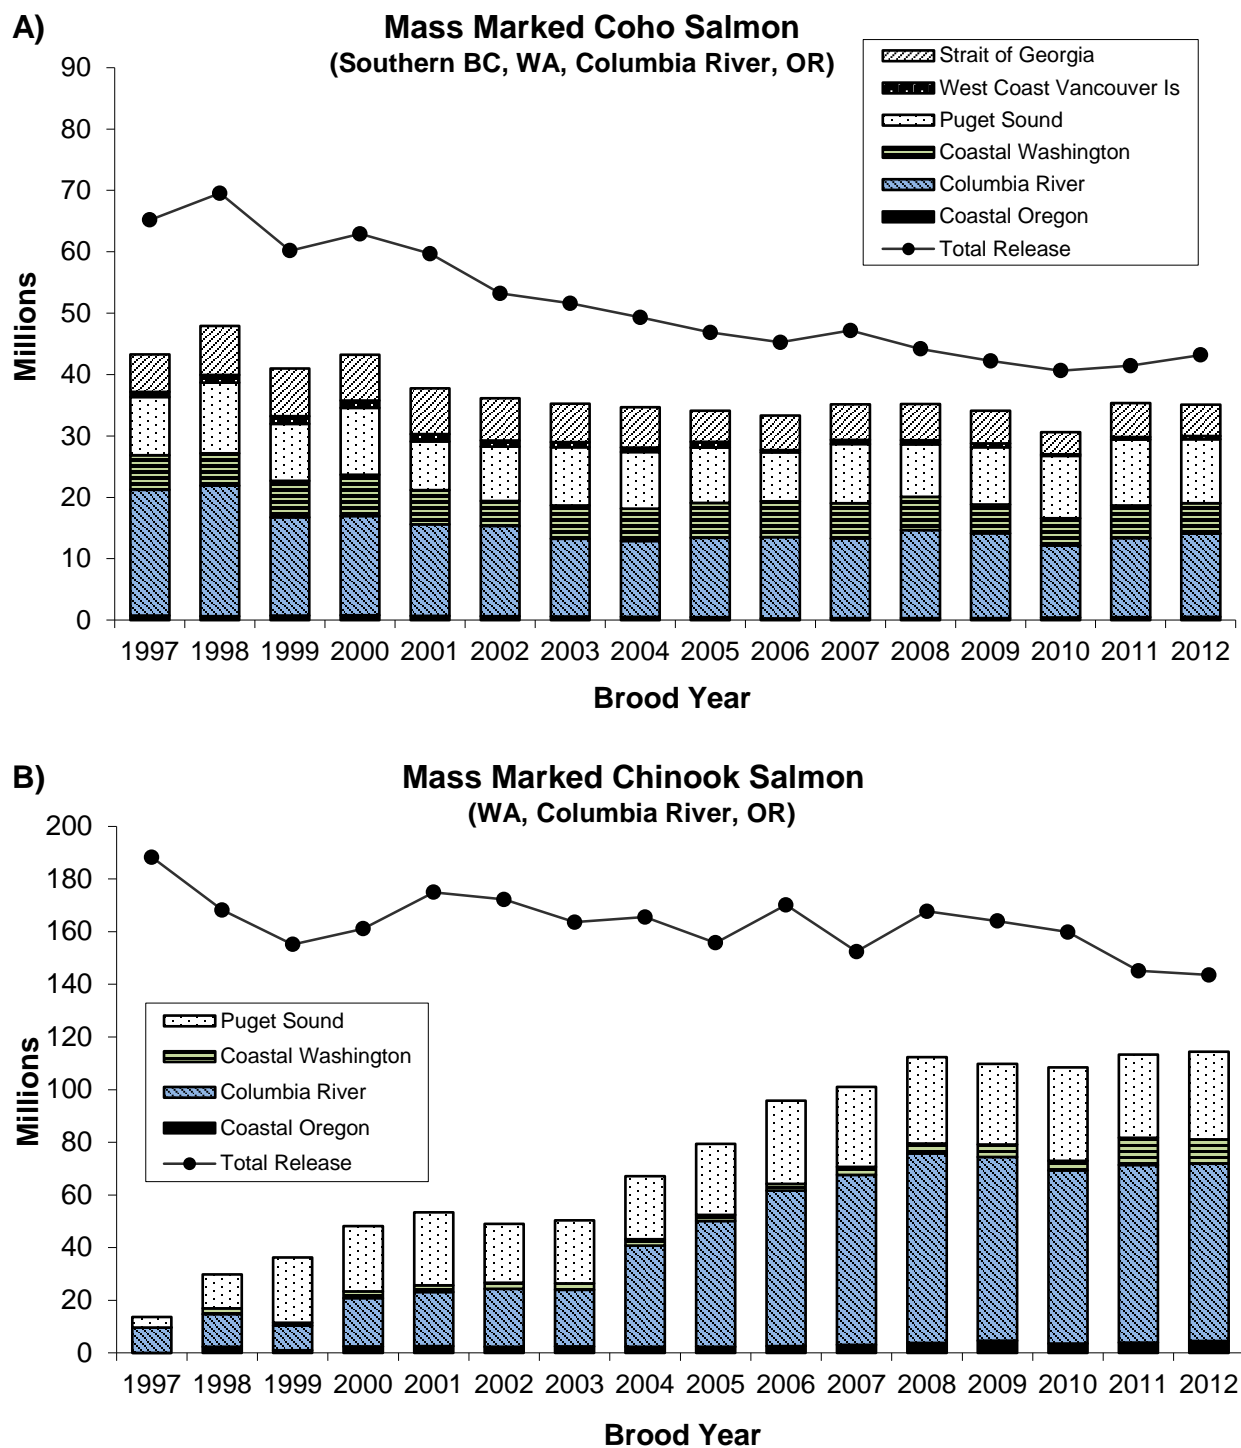 A)
Mass Marked Coho Salmon
(Southern BC, WA, Columbia River, OR)
Strait of Georgia
West Coast Vancouver Is
Puget Sound
Coastal Washington
Columbia River
Coastal Oregon
Total Release
90
80
70
60
50
40
30
20
10
0
Millions
1997 1998 1999 2000 2001 2002 2003 2004 2005 2006 2007 2008 2009 2010 2011 2012
Brood Year
B)
Mass Marked Chinook Salmon
(WA, Columbia River, OR)
200
180
160
140
120
100
80
60
40
20
0
Millions
Puget Sound
Coastal Washington
Columbia River
Coastal Oregon
Total Release
1997 1998 1999 2000 2001 2002 2003 2004 2005 2006 2007 2008 2009 2010 2011 2012
Brood Year